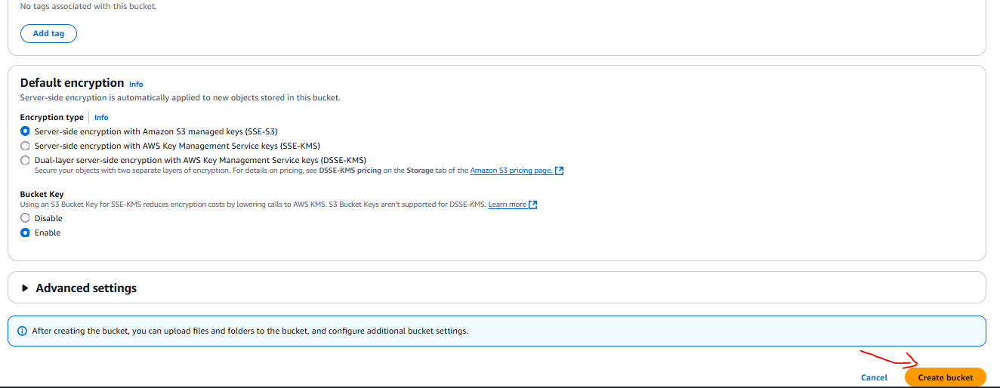 No tags associated with this bucket.
Add tag
Default encryption Info
Server-side encryption is automatically applied to new objects stored in this bucket.
Encryption type Info
Server-side encryption with Amazon S3 managed keys (SSE-S3)
Server-side encryption with AWS Key Management Service keys (SSE-KMS)
Dual-layer server-side encryption with AWS Key Management Service keys (DSSE-KMS)
Secure your objects with two separate layers of encryption. For details on pricing, see DSSE-KMS pricing on the Storage tab of the Amazon S3 pricing page.
Bucket Key
Using an S3 Bucket Key for SSE-KMS reduces encryption costs by lowering calls to AWS KMS. S3 Bucket Keys aren't supported for DSSE-KMS. Learn more
Disable
Enable
Advanced settings
After creating the bucket, you can upload files and folders to the bucket, and configure additional bucket settings.
Cancel Create bucket